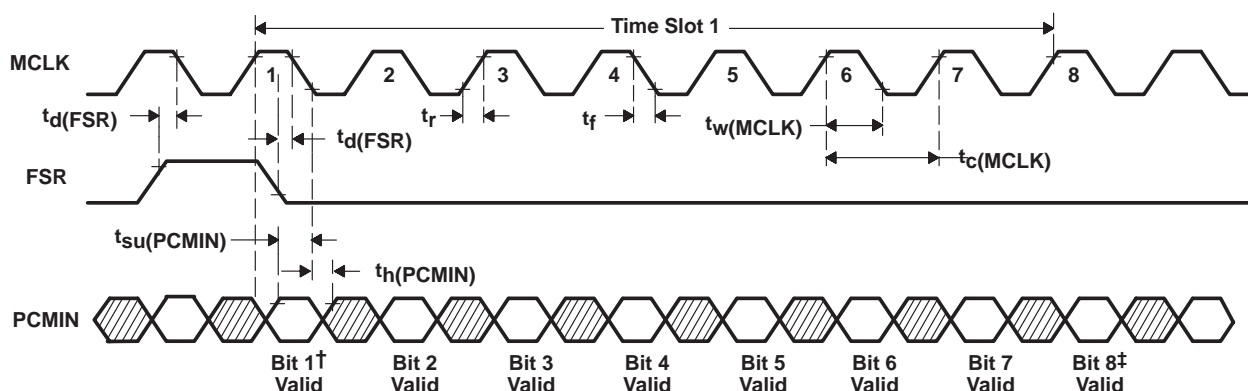 Time Slot 1
MCLK
1 2 3 4 5 6 7 8
td(FSR)
td(FSR)
tr
tf
tw(MCLK)
tc(MCLK)
FSR
tsu(PCMIN)
th(PCMIN)
PCMIN
Bit 1† Bit 2 Bit 3 Bit 4 Bit 5 Bit 6 Bit 7 Bit 8‡
Valid Valid Valid Valid Valid Valid Valid Valid